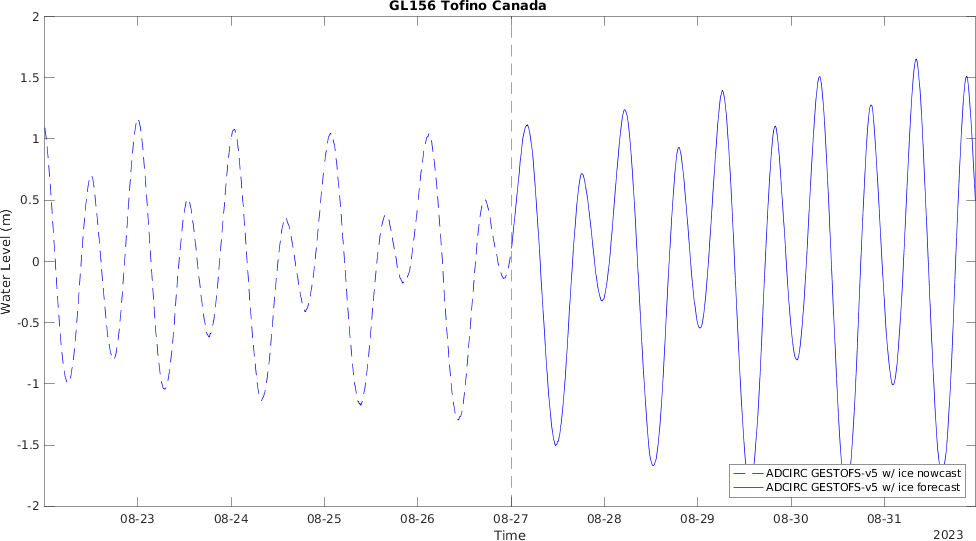 GL156 Tofino Canada
2
1.5
1
0.5
0
-0.5
-1
-1.5
-2
Water Level (m)
ADCIRC GESTOFS-v5 w/ ice nowcast
ADCIRC GESTOFS-v5 w/ ice forecast
08-23 08-24 08-25 08-26 08-27 08-28 08-29 08-30 08-31
Time
2023